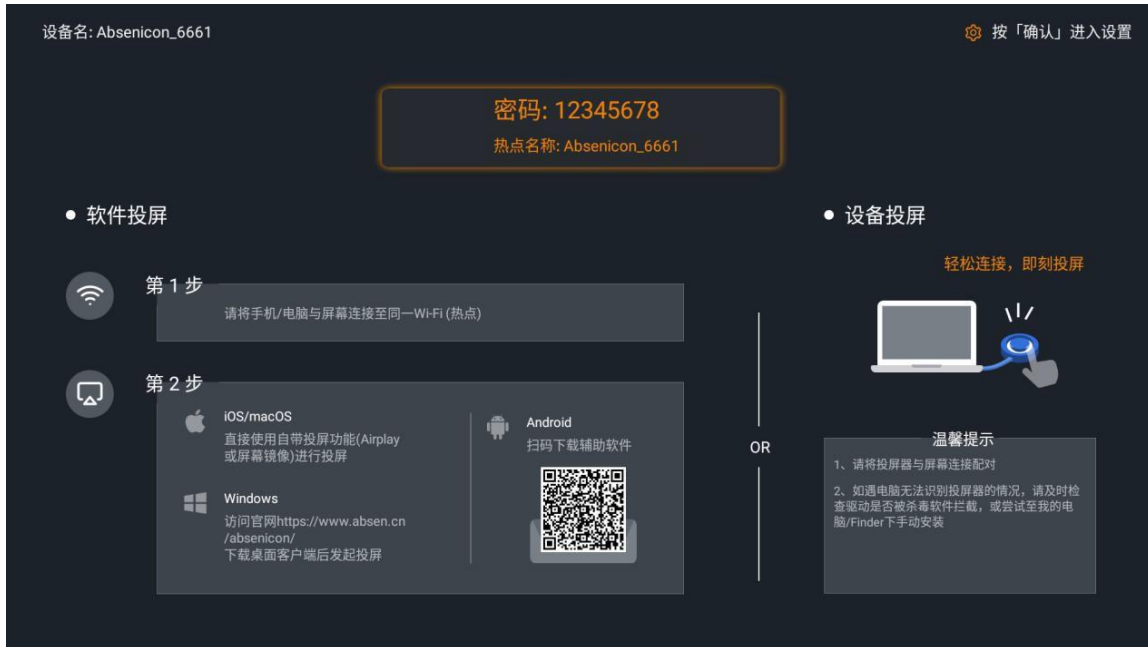 设备名: Absenicon_6661
按「确认」进入设置
密码: 12345678
热点名称: Absenicon_6661
软件投屏
第 1 步
请将手机/电脑与屏幕连接至同一Wi-Fi (热点)
第 2 步
iOS/macOS
直接使用自带投屏功能(Airplay
或屏幕镜像)进行投屏
Windows
访问官网https://www.absen.cn
/absenicon/
下载桌面客户端后发起投屏
Android
扫码下载辅助软件
OR
设备投屏
轻松连接，即刻投屏
温馨提示
1、请将投屏器与屏幕连接配对
2、如遇电脑无法识别投屏器的情况，请及时检
查驱动是否被杀毒软件拦截，或尝试至我的电
脑/Finder下手动安装